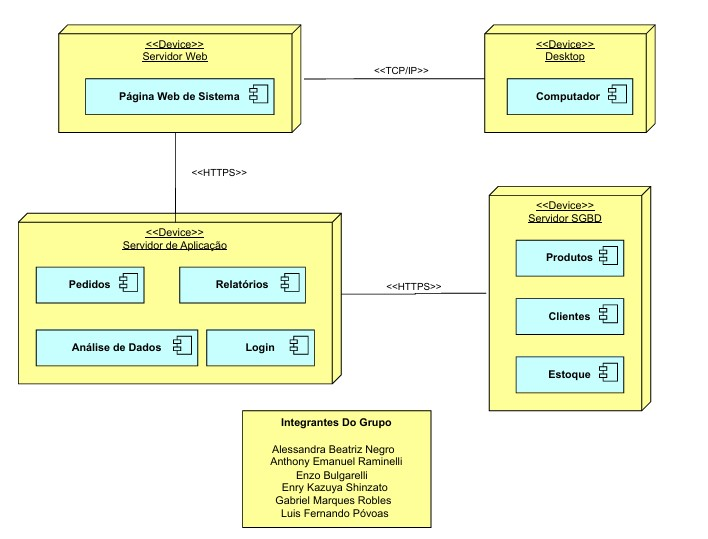 <<Device>>
Servidor Web
Página Web de Sistema
<<TCP/IP>>
<<Device>>
Desktop
Computador
<<HTTPS>>
<<Device>>
Servidor de Aplicação
Pedidos
Relatórios
Análise de Dados
Login
<<HTTPS>>
<<Device>>
Servidor SGBD
Produtos
Clientes
Estoque
Integrantes Do Grupo
Alessandra Beatriz Negro
Anthony Emanuel Raminelli
Enzo Bulgarelli
Enry Kazuya Shinzato
Gabriel Marques Robles
Luis Fernando Póvoas